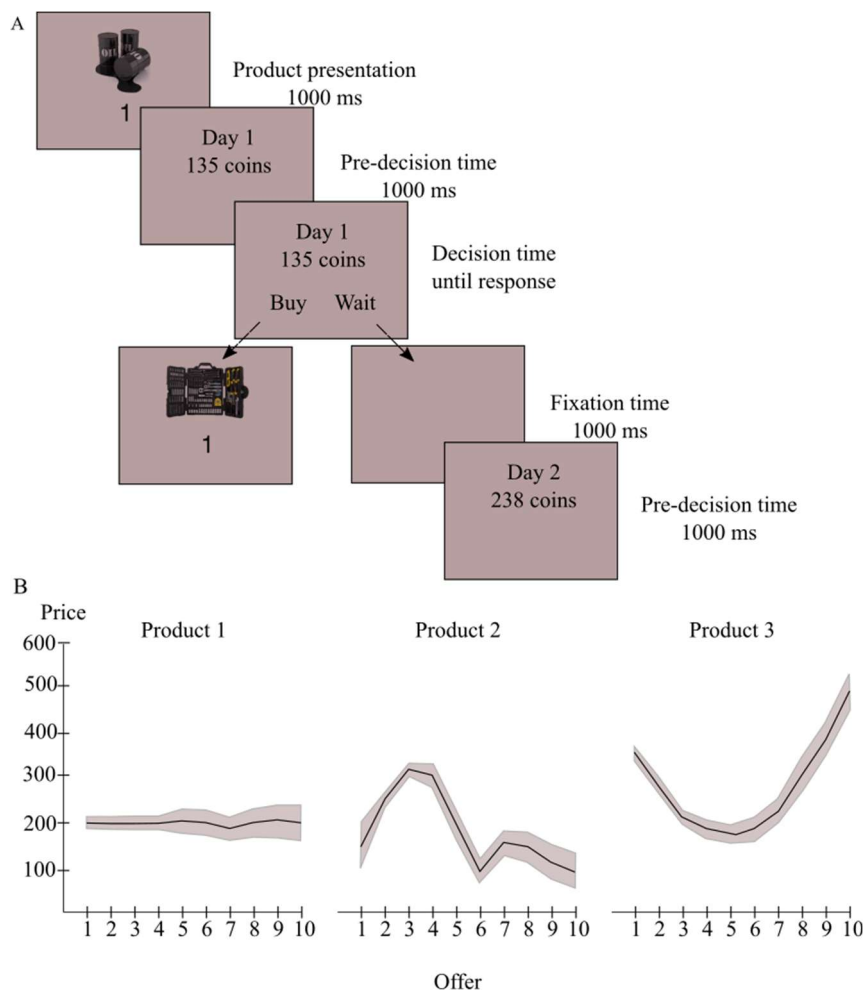 A
OIL
1
Product presentation
1000 ms
Day 1
135 coins
Pre-decision time
1000 ms
Day 1
135 coins
Buy Wait
Decision time
until response
1
Fixation time
1000 ms
Day 2
238 coins
Pre-decision time
1000 ms
B
Price
Product 1
Product 2
Product 3
600
500
400
300
200
100
1 2 3 4 5 6 7 8 9 10
1 2 3 4 5 6 7 8 9 10
1 2 3 4 5 6 7 8 9 10
Offer